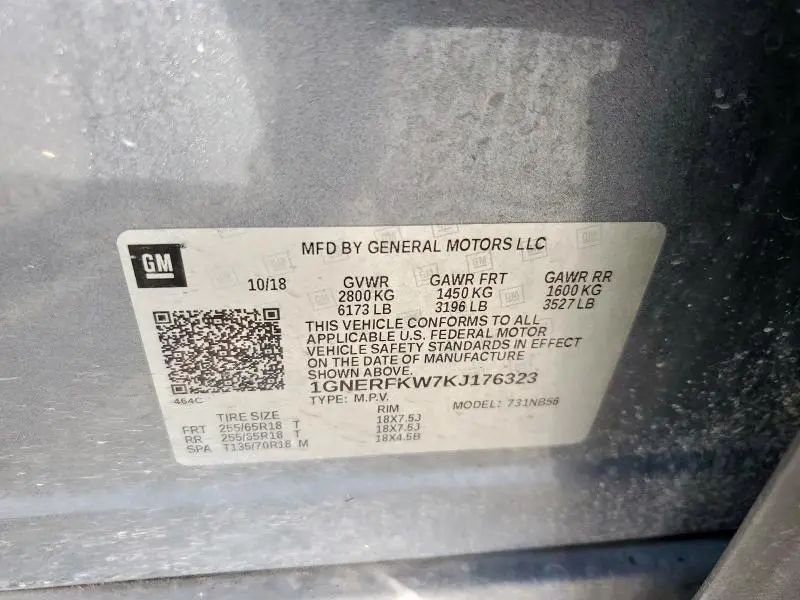 MFD BY GENERAL MOTORS LLC
GM
10/18 GVWR GAWR FRT GAWR RR
2800 KG 1450 KG 1600 KG
6173 LB 3196 LB 3527 LB
THIS VEHICLE CONFORMS TO ALL
APPLICABLE U.S. FEDERAL MOTOR
VEHICLE SAFETY STANDARDS IN EFFECT
ON THE DATE OF MANUFACTURE
SHOWN ABOVE.
1GNERFKW7KJ176323
464C
TYPE: M.P.V. MODEL: 731NB56
TIRE SIZE RIM
FRT 255/65R18 T 18X7.5J
RR 255/65R18 T 18X7.5J
SPA T135/70R18 M 18X4.5B